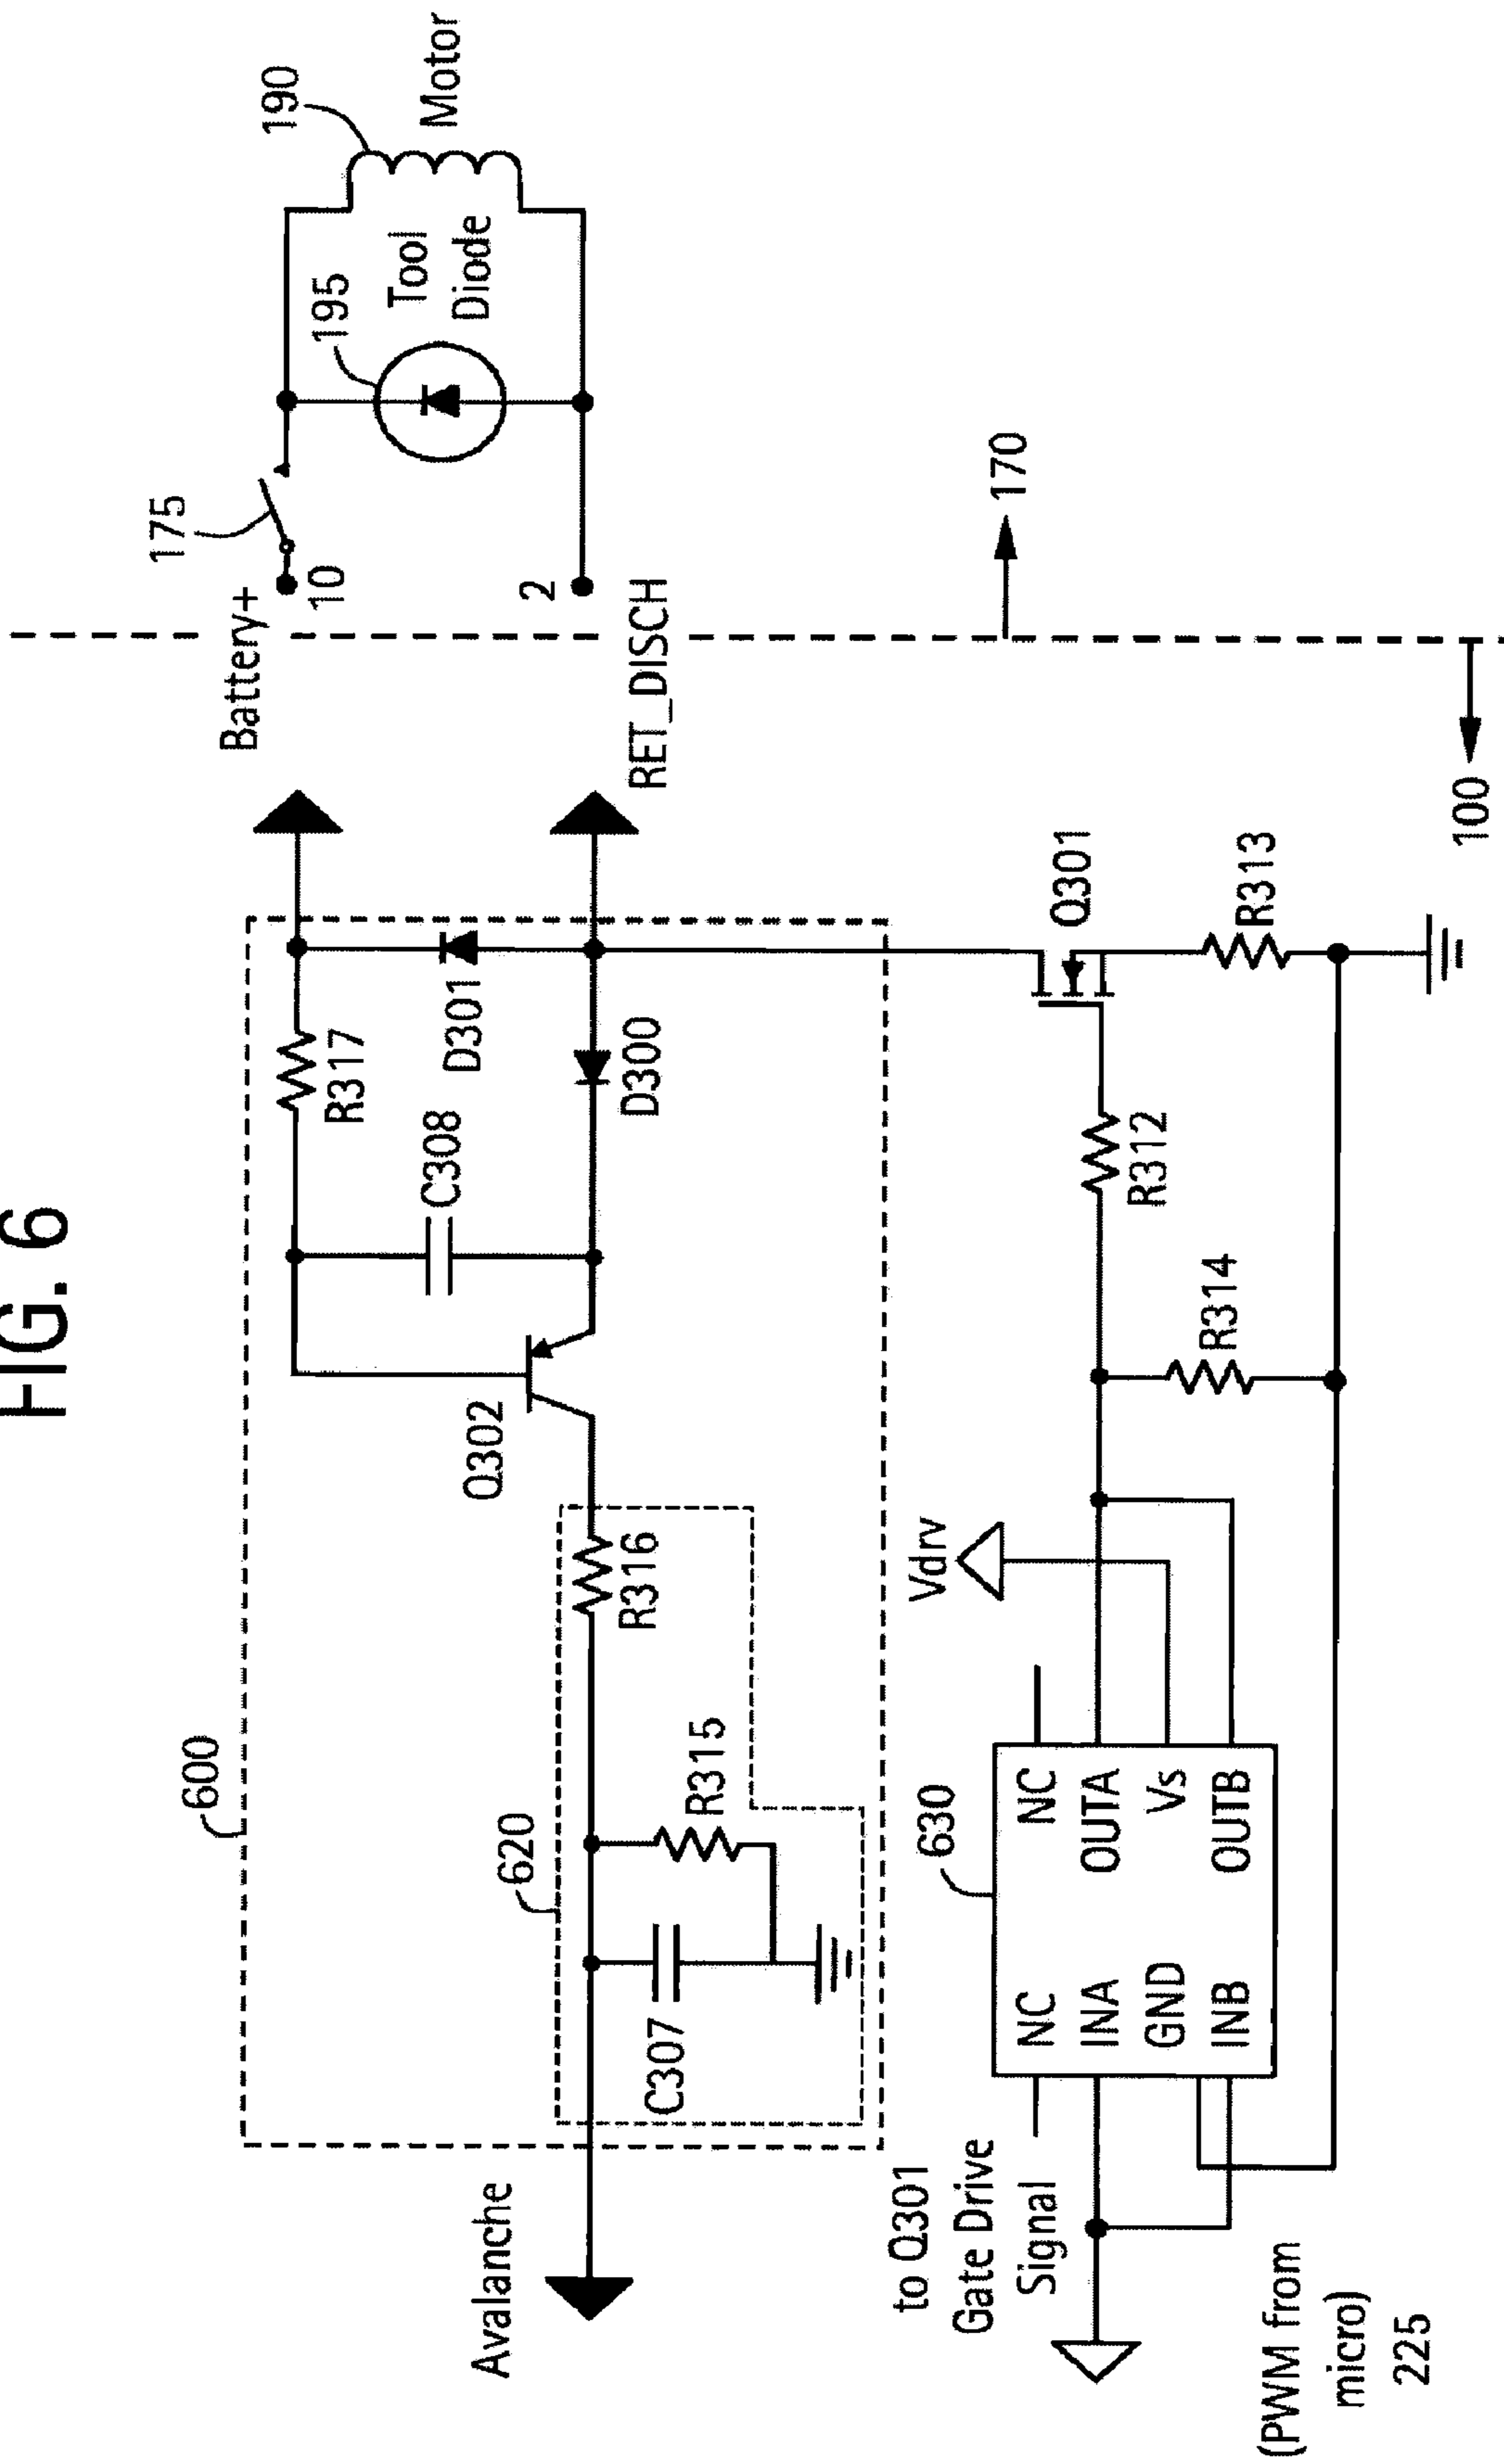 FIG. 6
600
Battery+
175
10
190
195
Tool
Diode
Motor
R317
D301
C308
Q302
D300
2
RET_DISCH
Avalanche
620
R316
C307
R315
170
100
to Q301
Gate Drive
Signal
(PWM from
micro)
225
630
NC
INA
GND
INB
NC
OUTA
Vs
OUTB
Vdrv
R314
R312
Q301
R313